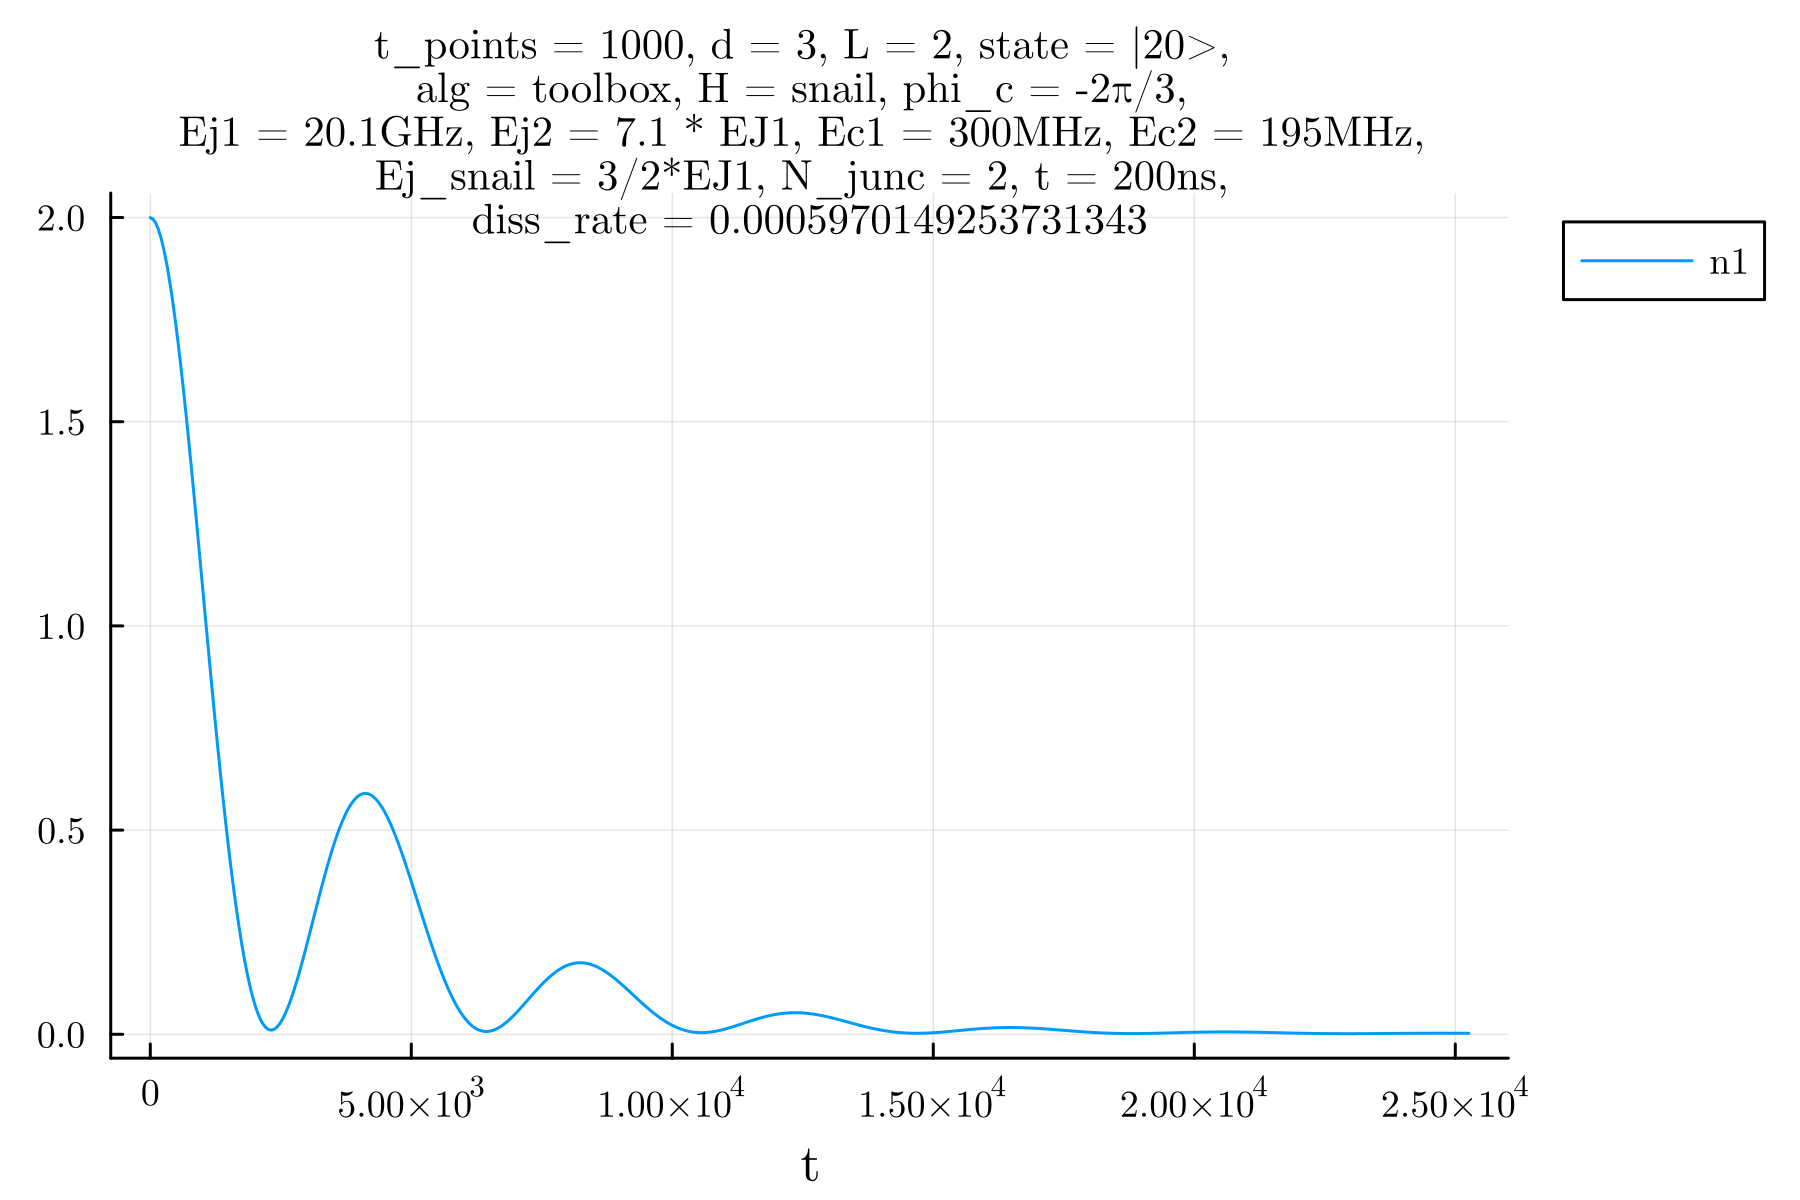 t_points = 1000, d = 3, L = 2, state = |20>,
alg = toolbox, H = snail, phi_c = -2π/3,
Ej1 = 20.1GHz, Ej2 = 7.1 * EJ1, Ec1 = 300MHz, Ec2 = 195MHz,
Ej_snail = 3/2*EJ1, N_junc = 2, t = 200ns,
diss_rate = 0.0005970149253731343
n1
2.0
1.5
1.0
0.5
0.0
0 5.00×10³ 1.00×10⁴ 1.50×10⁴ 2.00×10⁴ 2.50×10⁴
t